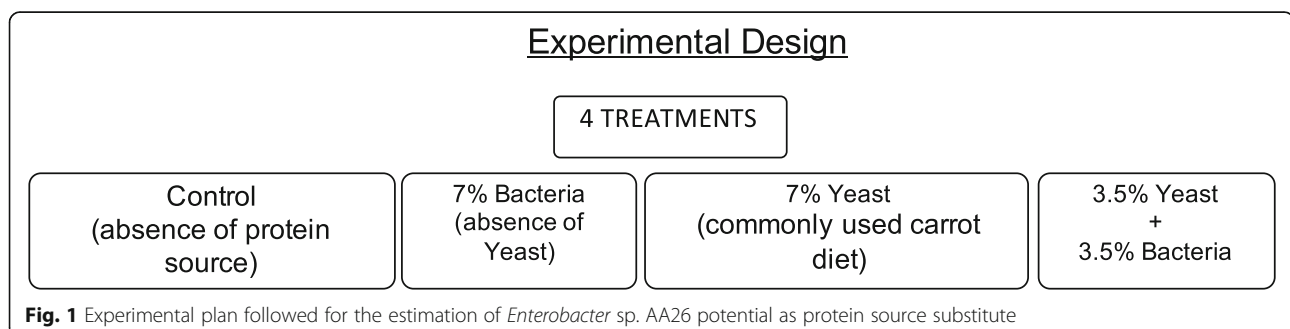 Experimental Design
4 TREATMENTS
Control
(absence of protein
source)
7% Bacteria
(absence of
Yeast)
7% Yeast
(commonly used carrot
diet)
3.5% Yeast
+
3.5% Bacteria
Fig. 1 Experimental plan followed for the estimation of Enterobacter sp. AA26 potential as protein source substitute